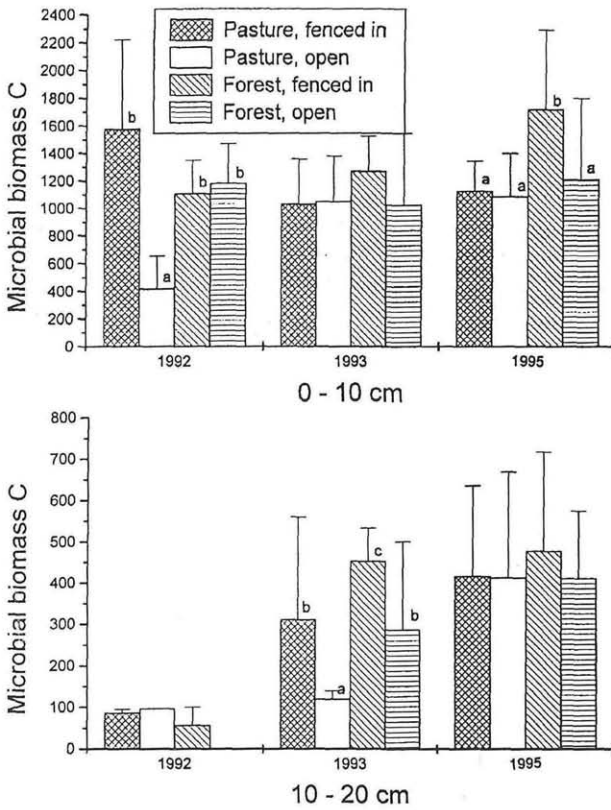 2400
2200
2000
1800
1600
1400
1200
1000
800
600
400
200
0
Microbial biomass C
Pasture, fenced in
Pasture, open
Forest, fenced in
Forest, open
b
a
b
b
a
a
b
a
1992
1993
1995
0 - 10 cm
800
700
600
500
400
300
200
100
0
Microbial biomass C
b
a
c
b
1992
1993
1995
10 - 20 cm